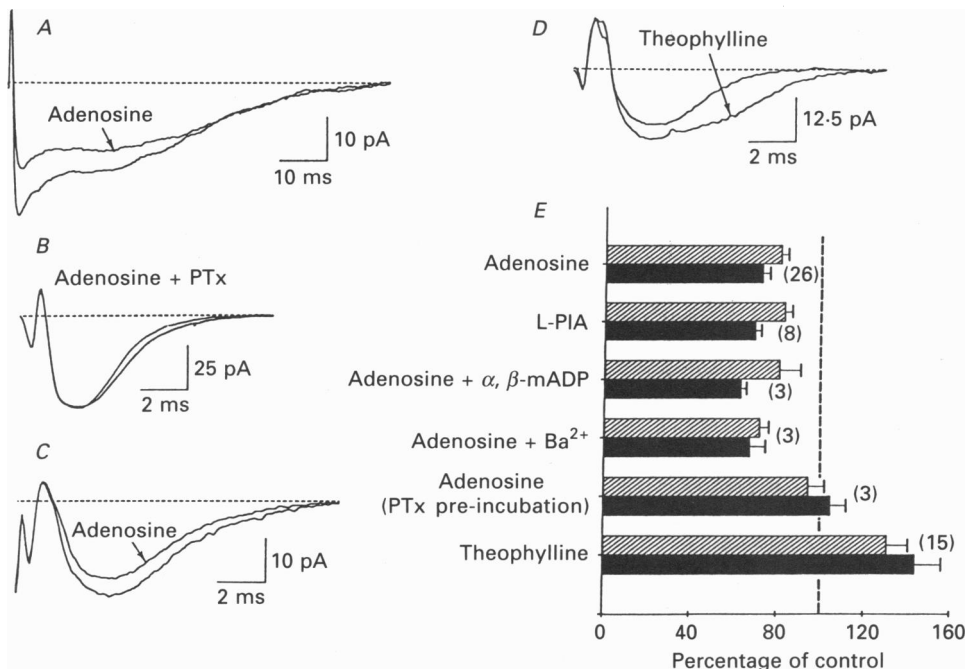 A
Adenosine
10 pA
10 ms
B
Adenosine + PTx
25 pA
2 ms
C
Adenosine
10 pA
2 ms
D
Theophylline
12·5 pA
2 ms
E
Adenosine
(26)
L-PIA
(8)
Adenosine + α, β-mADP
(3)
Adenosine + Ba²⁺
(3)
Adenosine
(PTx pre-incubation)
(3)
Theophylline
(15)
0 40 80 120 160
Percentage of control